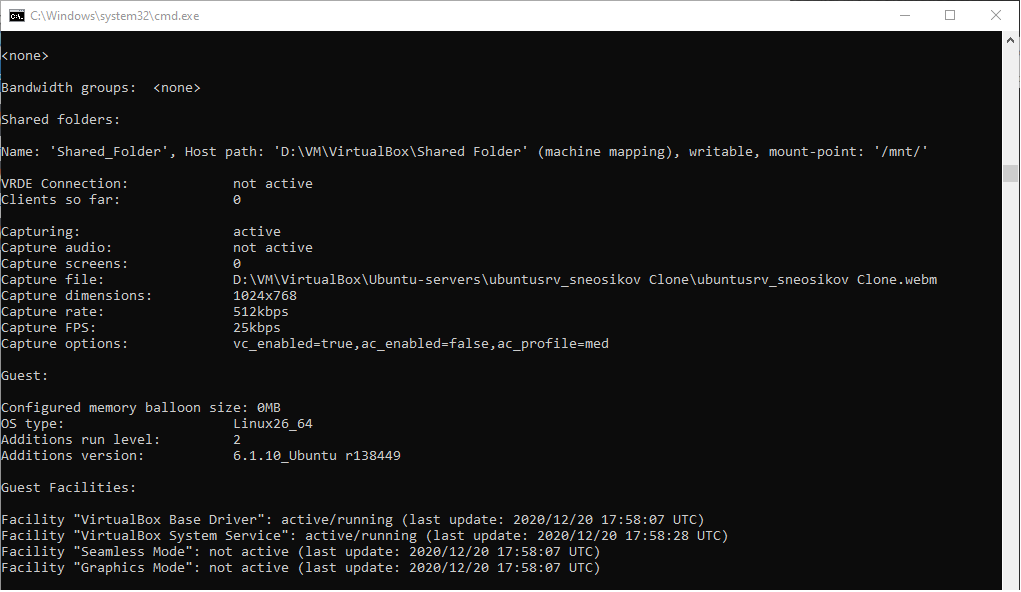 C:\Windows\system32\cmd.exe
<none>
Bandwidth groups:  <none>
Shared folders:
Name: 'Shared_Folder', Host path: 'D:\VM\VirtualBox\Shared Folder' (machine mapping), writable, mount-point: '/mnt/'
VRDE Connection:             not active
Clients so far:              0
Capturing:                   active
Capture audio:               not active
Capture screens:             0
Capture file:                D:\VM\VirtualBox\Ubuntu-servers\ubuntusrv_sneosikov Clone\ubuntusrv_sneosikov Clone.webm
Capture dimensions:          1024x768
Capture rate:                512kbps
Capture FPS:                 25kbps
Capture options:             vc_enabled=true,ac_enabled=false,ac_profile=med
Guest:
Configured memory balloon size: 0MB
OS type:                     Linux26_64
Additions run level:         2
Additions version:           6.1.10_Ubuntu r138449
Guest Facilities:
Facility "VirtualBox Base Driver": active/running (last update: 2020/12/20 17:58:07 UTC)
Facility "VirtualBox System Service": active/running (last update: 2020/12/20 17:58:28 UTC)
Facility "Seamless Mode": not active (last update: 2020/12/20 17:58:07 UTC)
Facility "Graphics Mode": not active (last update: 2020/12/20 17:58:07 UTC)